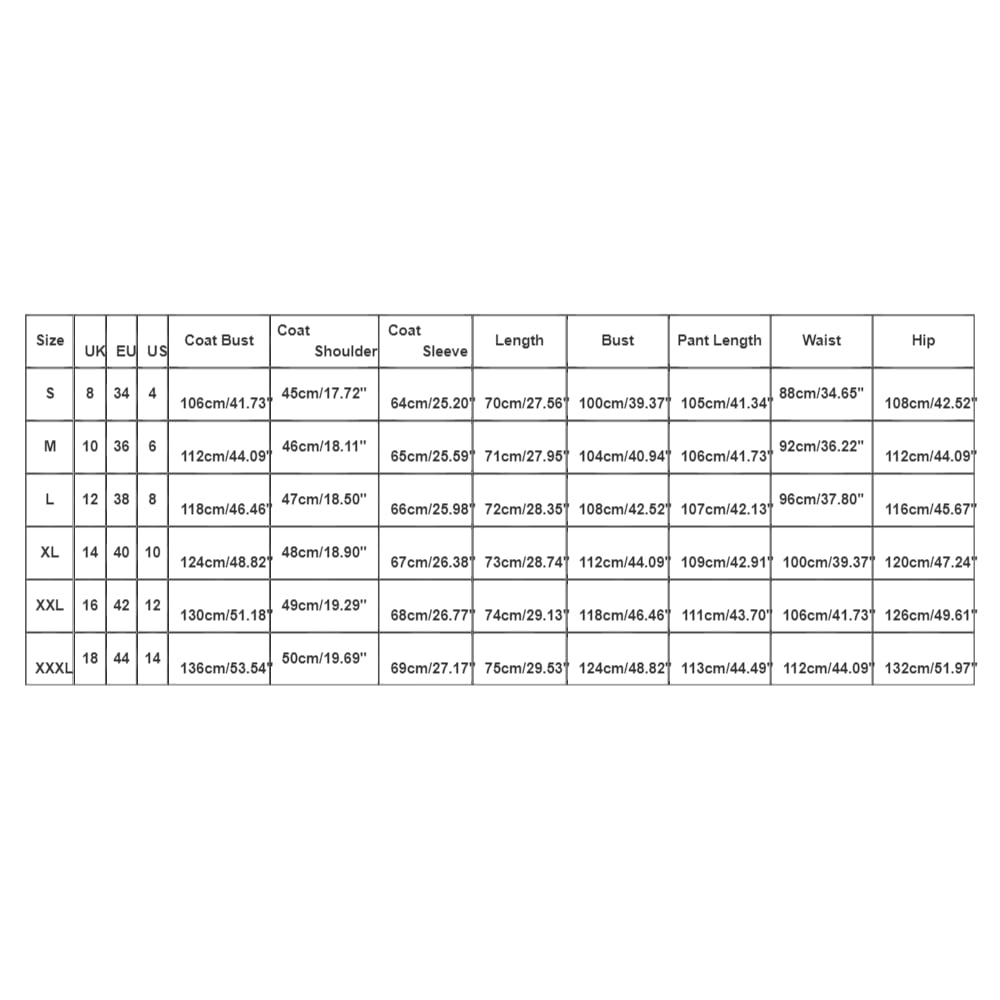 Size UK EU US Coat Bust Coat Shoulder Coat Sleeve Length Bust Pant Length Waist Hip
S 8 34 4 106cm/41.73" 45cm/17.72" 64cm/25.20" 70cm/27.56" 100cm/39.37" 105cm/41.34" 88cm/34.65" 108cm/42.52"
M 10 36 6 112cm/44.09" 46cm/18.11" 65cm/25.59" 71cm/27.95" 104cm/40.94" 106cm/41.73" 92cm/36.22" 112cm/44.09"
L 12 38 8 118cm/46.46" 47cm/18.50" 66cm/25.98" 72cm/28.35" 108cm/42.52" 107cm/42.13" 96cm/37.80" 116cm/45.67"
XL 14 40 10 124cm/48.82" 48cm/18.90" 67cm/26.38" 73cm/28.74" 112cm/44.09" 109cm/42.91" 100cm/39.37" 120cm/47.24"
XXL 16 42 12 130cm/51.18" 49cm/19.29" 68cm/26.77" 74cm/29.13" 118cm/46.46" 111cm/43.70" 106cm/41.73" 126cm/49.61"
XXXL 18 44 14 136cm/53.54" 50cm/19.69" 69cm/27.17" 75cm/29.53" 124cm/48.82" 113cm/44.49" 112cm/44.09" 132cm/51.97"